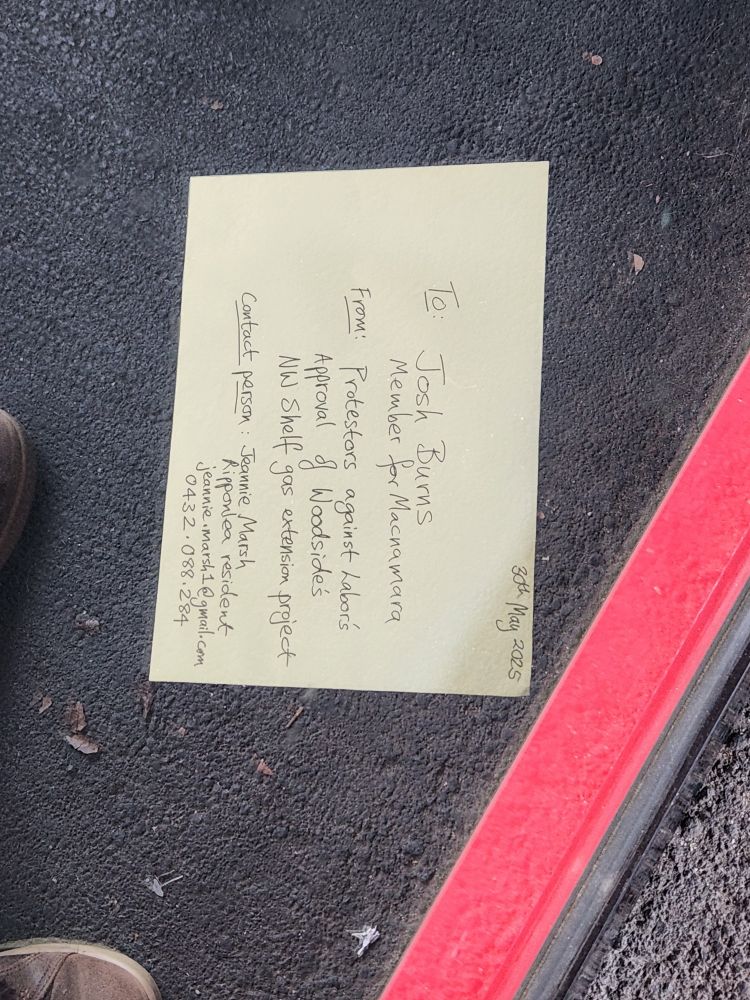 30th May 2025
To: Josh Burns
Member for Macnamara
From: Protestors against Labor's
Approval of Woodside's
NW Shelf gas extension project
Contact person: Jeannie Marsh
Ripponlea resident
jeannie.marsh1@gmail.com
0432.088.284